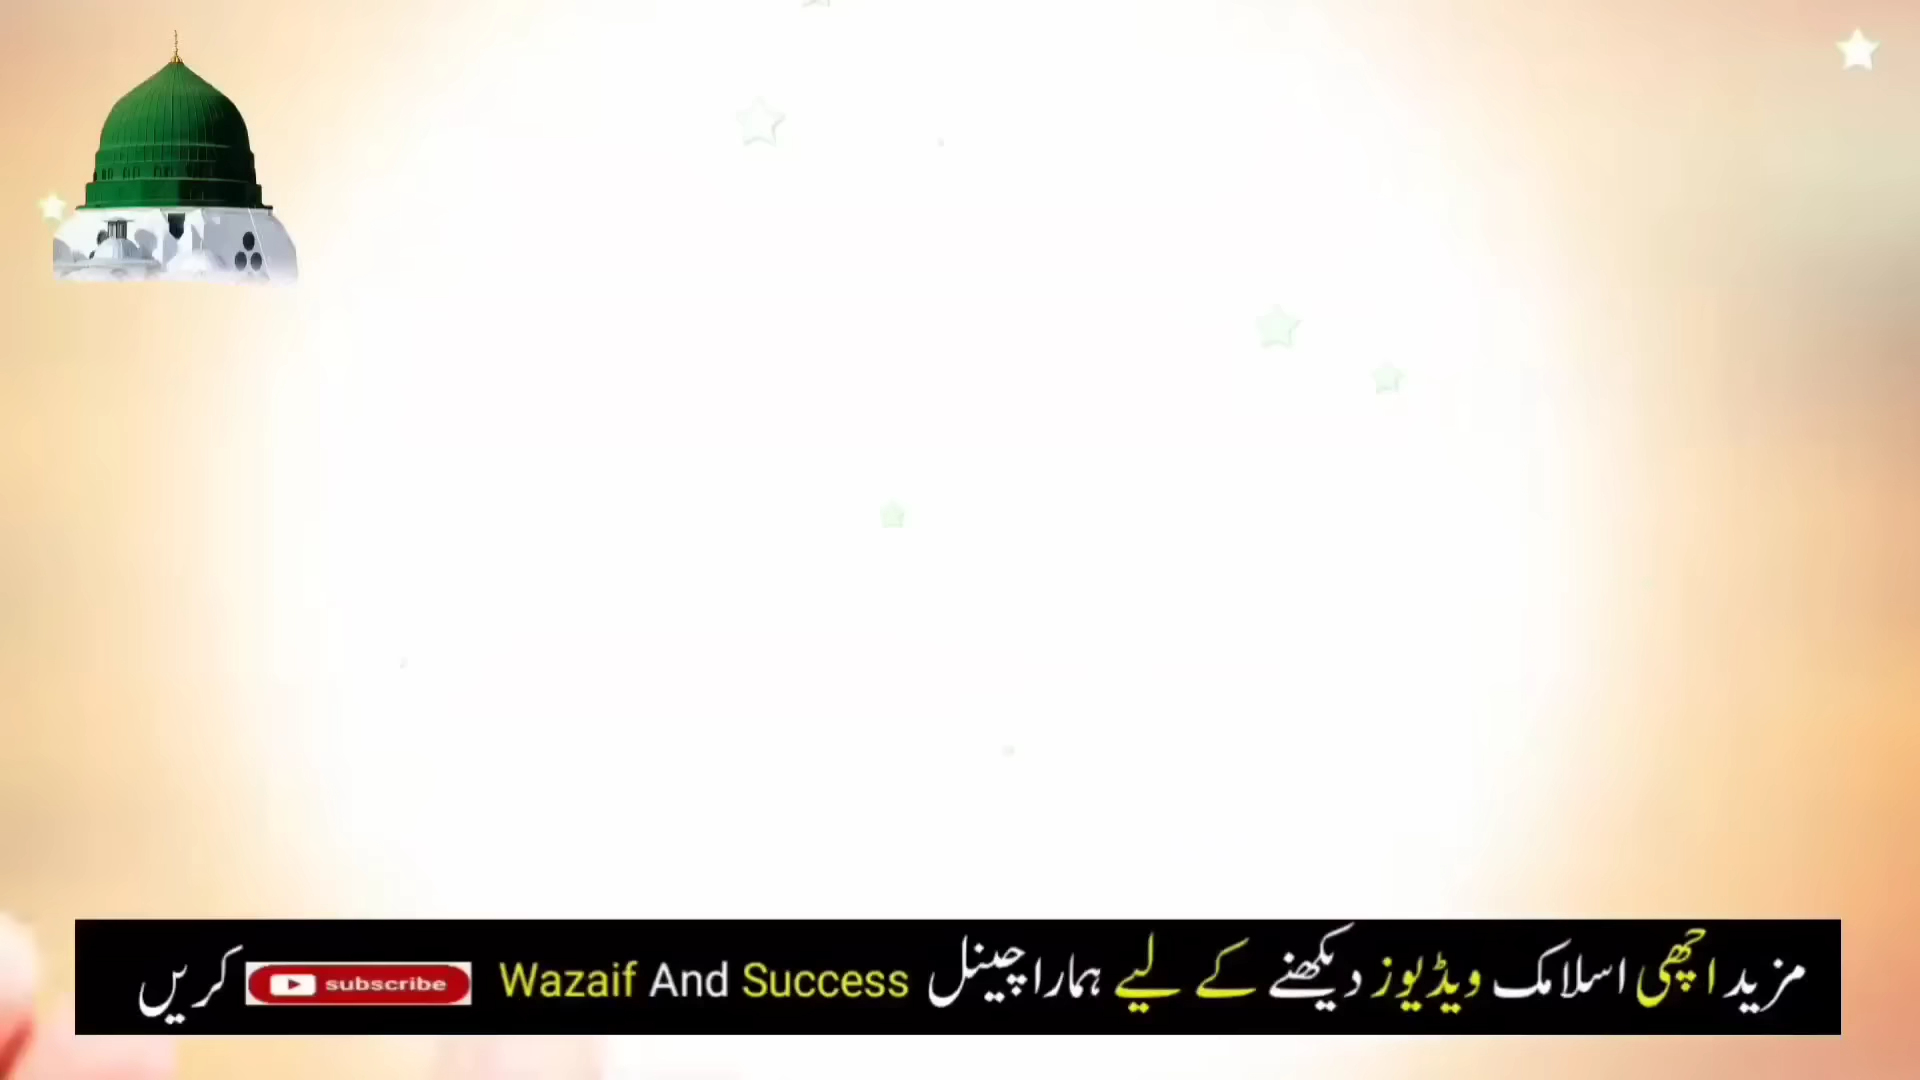 مزید اچھی اسلامک ویڈیوز دیکھنے کے لیے ہمارا چینل Wazaif And Success subscribe کریں